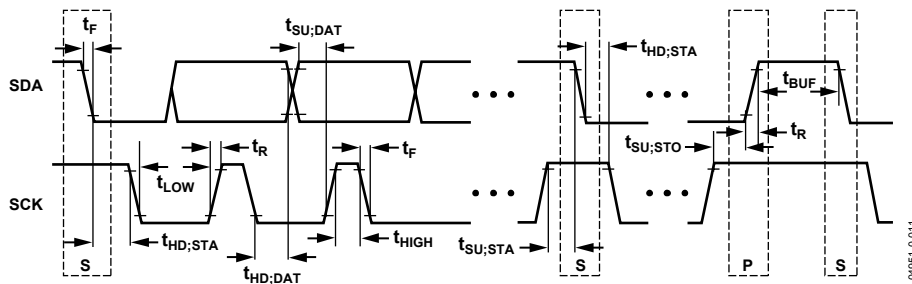 tF
tSU;DAT
tHD;STA
SDA
tBUF
tR
tF
tSU;STO
tR
tLOW
SCK
tHD;STA
tHIGH
tSU;STA
tHD;DAT
S
S
P
S